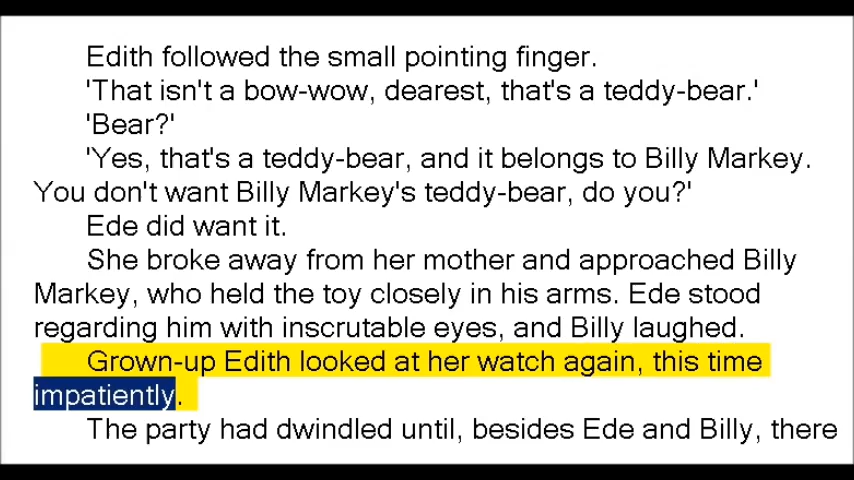 Edith followed the small pointing finger.
'That isn't a bow-wow, dearest, that's a teddy-bear.'
'Bear?'
'Yes, that's a teddy-bear, and it belongs to Billy Markey.
You don't want Billy Markey's teddy-bear, do you?'
Ede did want it.
She broke away from her mother and approached Billy
Markey, who held the toy closely in his arms. Ede stood
regarding him with inscrutable eyes, and Billy laughed.
Grown-up Edith looked at her watch again, this time
impatiently.
The party had dwindled until, besides Ede and Billy, there